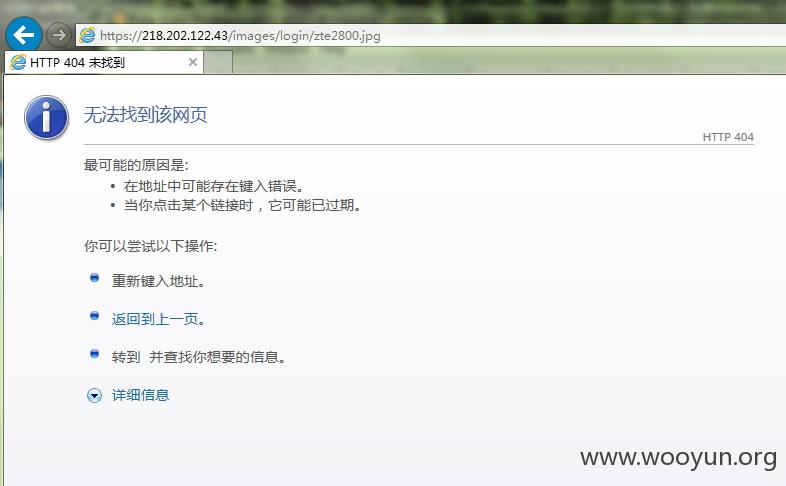 https://218.202.122.43/images/login/zte2800.jpg
HTTP 404 未找到
无法找到该网页
HTTP 404
最可能的原因是:
• 在地址中可能存在键入错误。
• 当你点击某个链接时，它可能已过期。
你可以尝试以下操作:
重新键入地址。
返回到上一页。
转到 并查找你想要的信息。
详细信息
www.wooyun.org